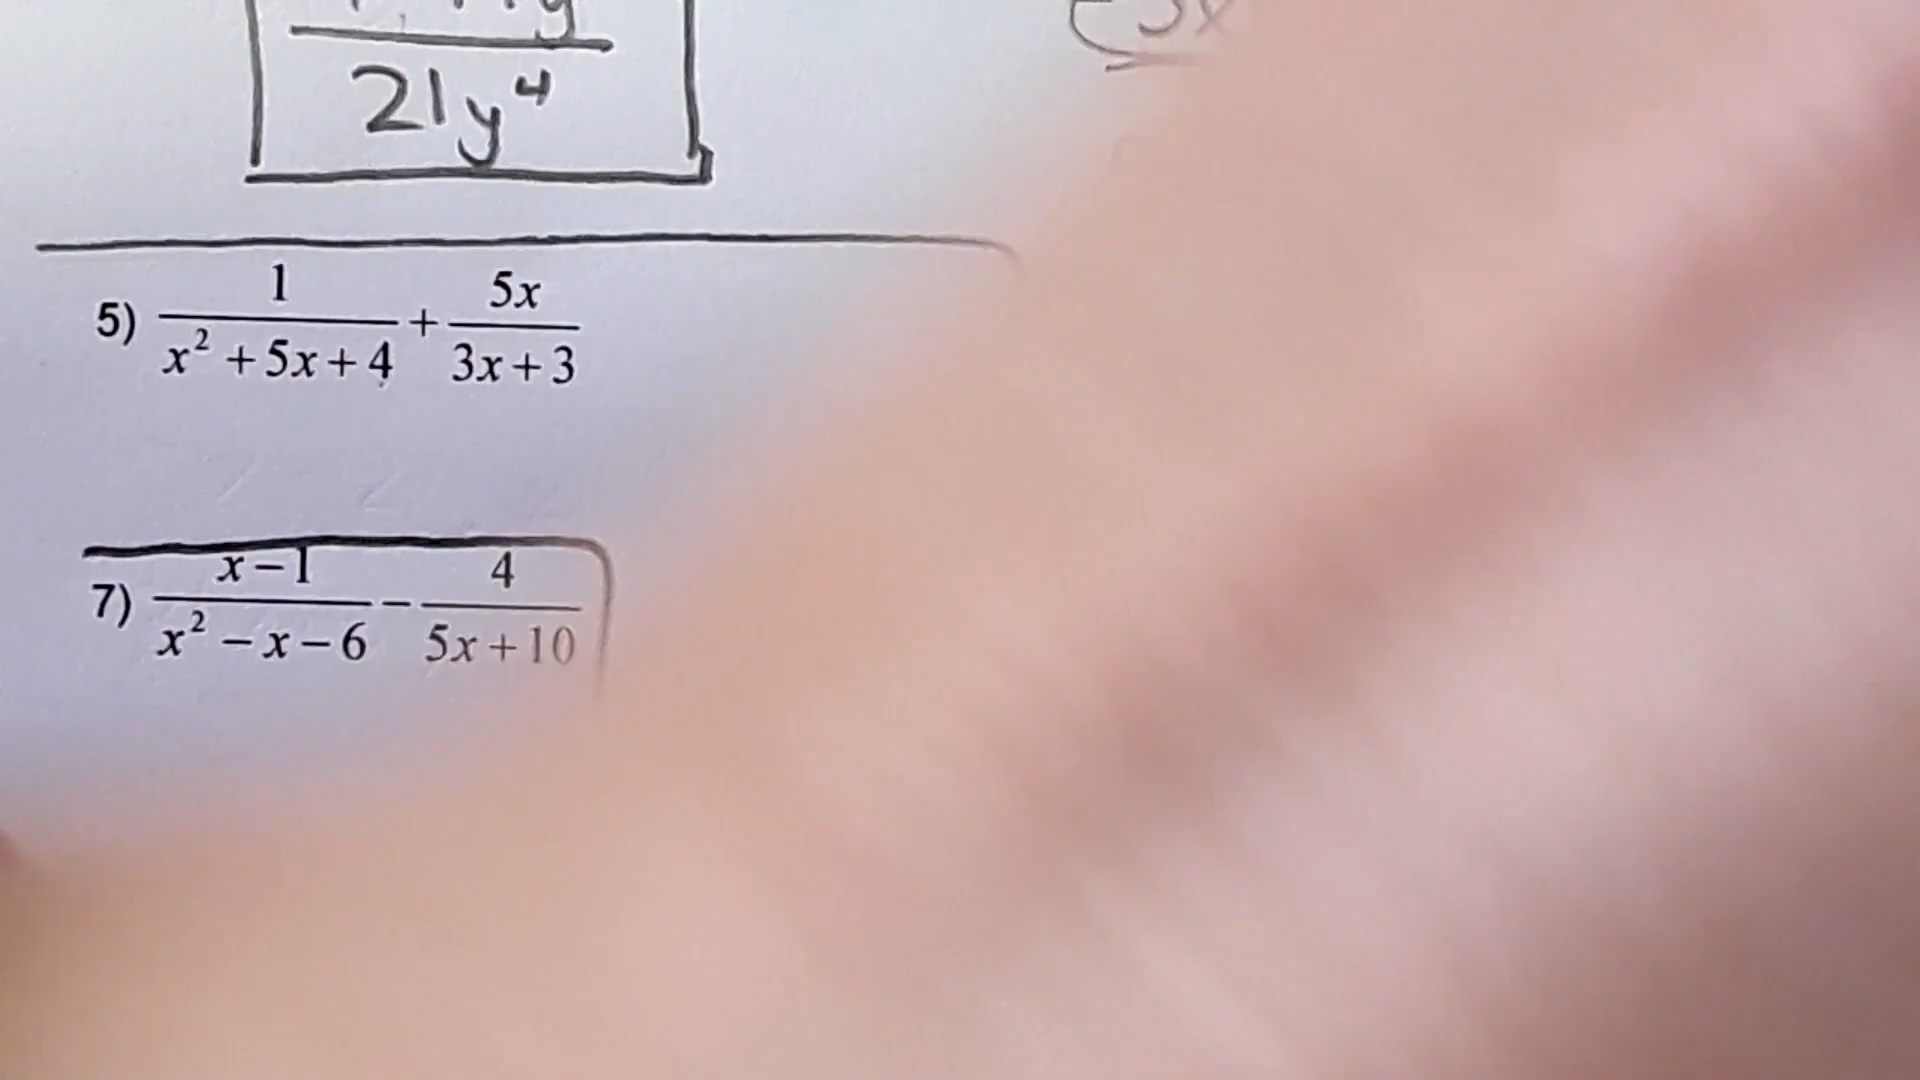 21y⁴
5) 1/(x² + 5x + 4) + 5x/(3x + 3)
7) (x − 1)/(x² − x − 6) − 4/(5x + 10)